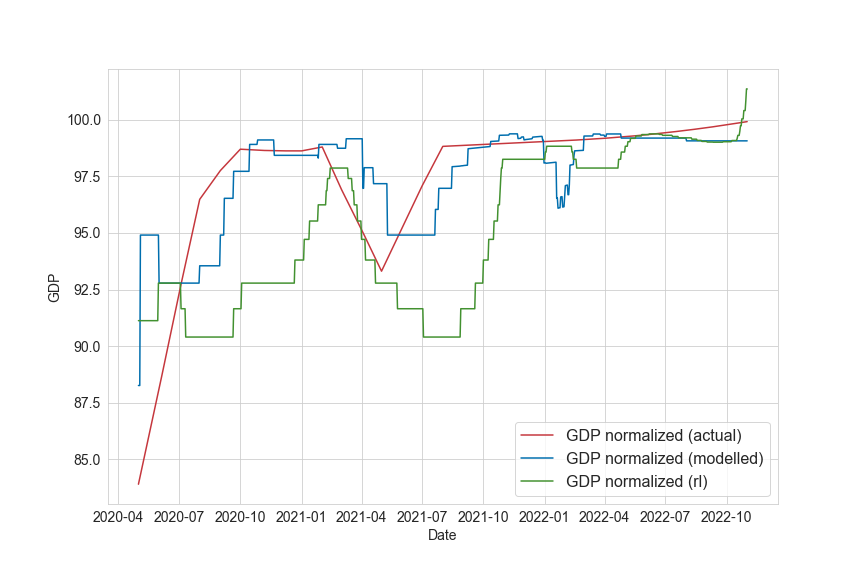 100.0
97.5
95.0
92.5
90.0
87.5
85.0
GDP
GDP normalized (actual)
GDP normalized (modelled)
GDP normalized (rl)
2020-04 2020-07 2020-10 2021-01 2021-04 2021-07 2021-10 2022-01 2022-04 2022-07 2022-10
Date